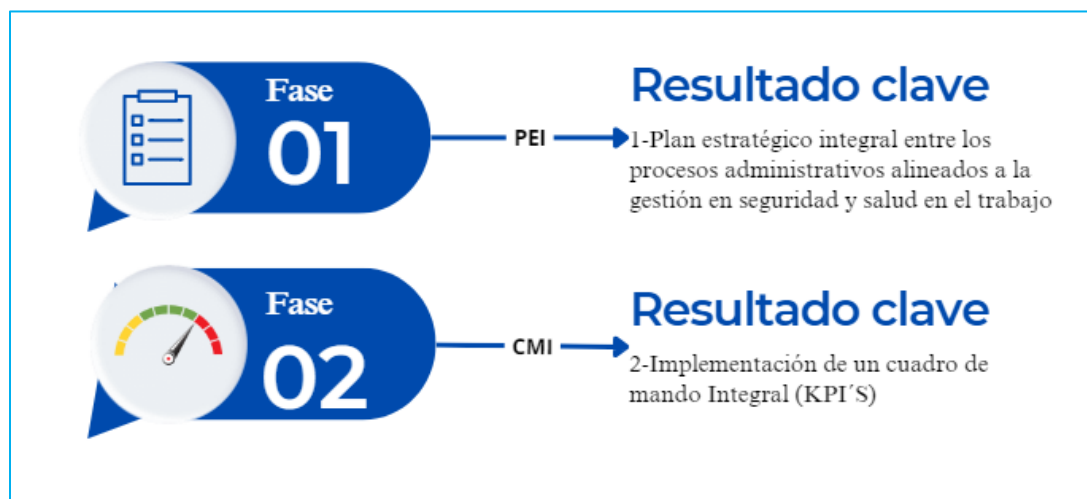 Fase
01
PEI
Resultado clave
1-Plan estratégico integral entre los
procesos administrativos alineados a la
gestión en seguridad y salud en el trabajo
Fase
02
CMI
Resultado clave
2-Implementación de un cuadro de
mando Integral (KPI´S)